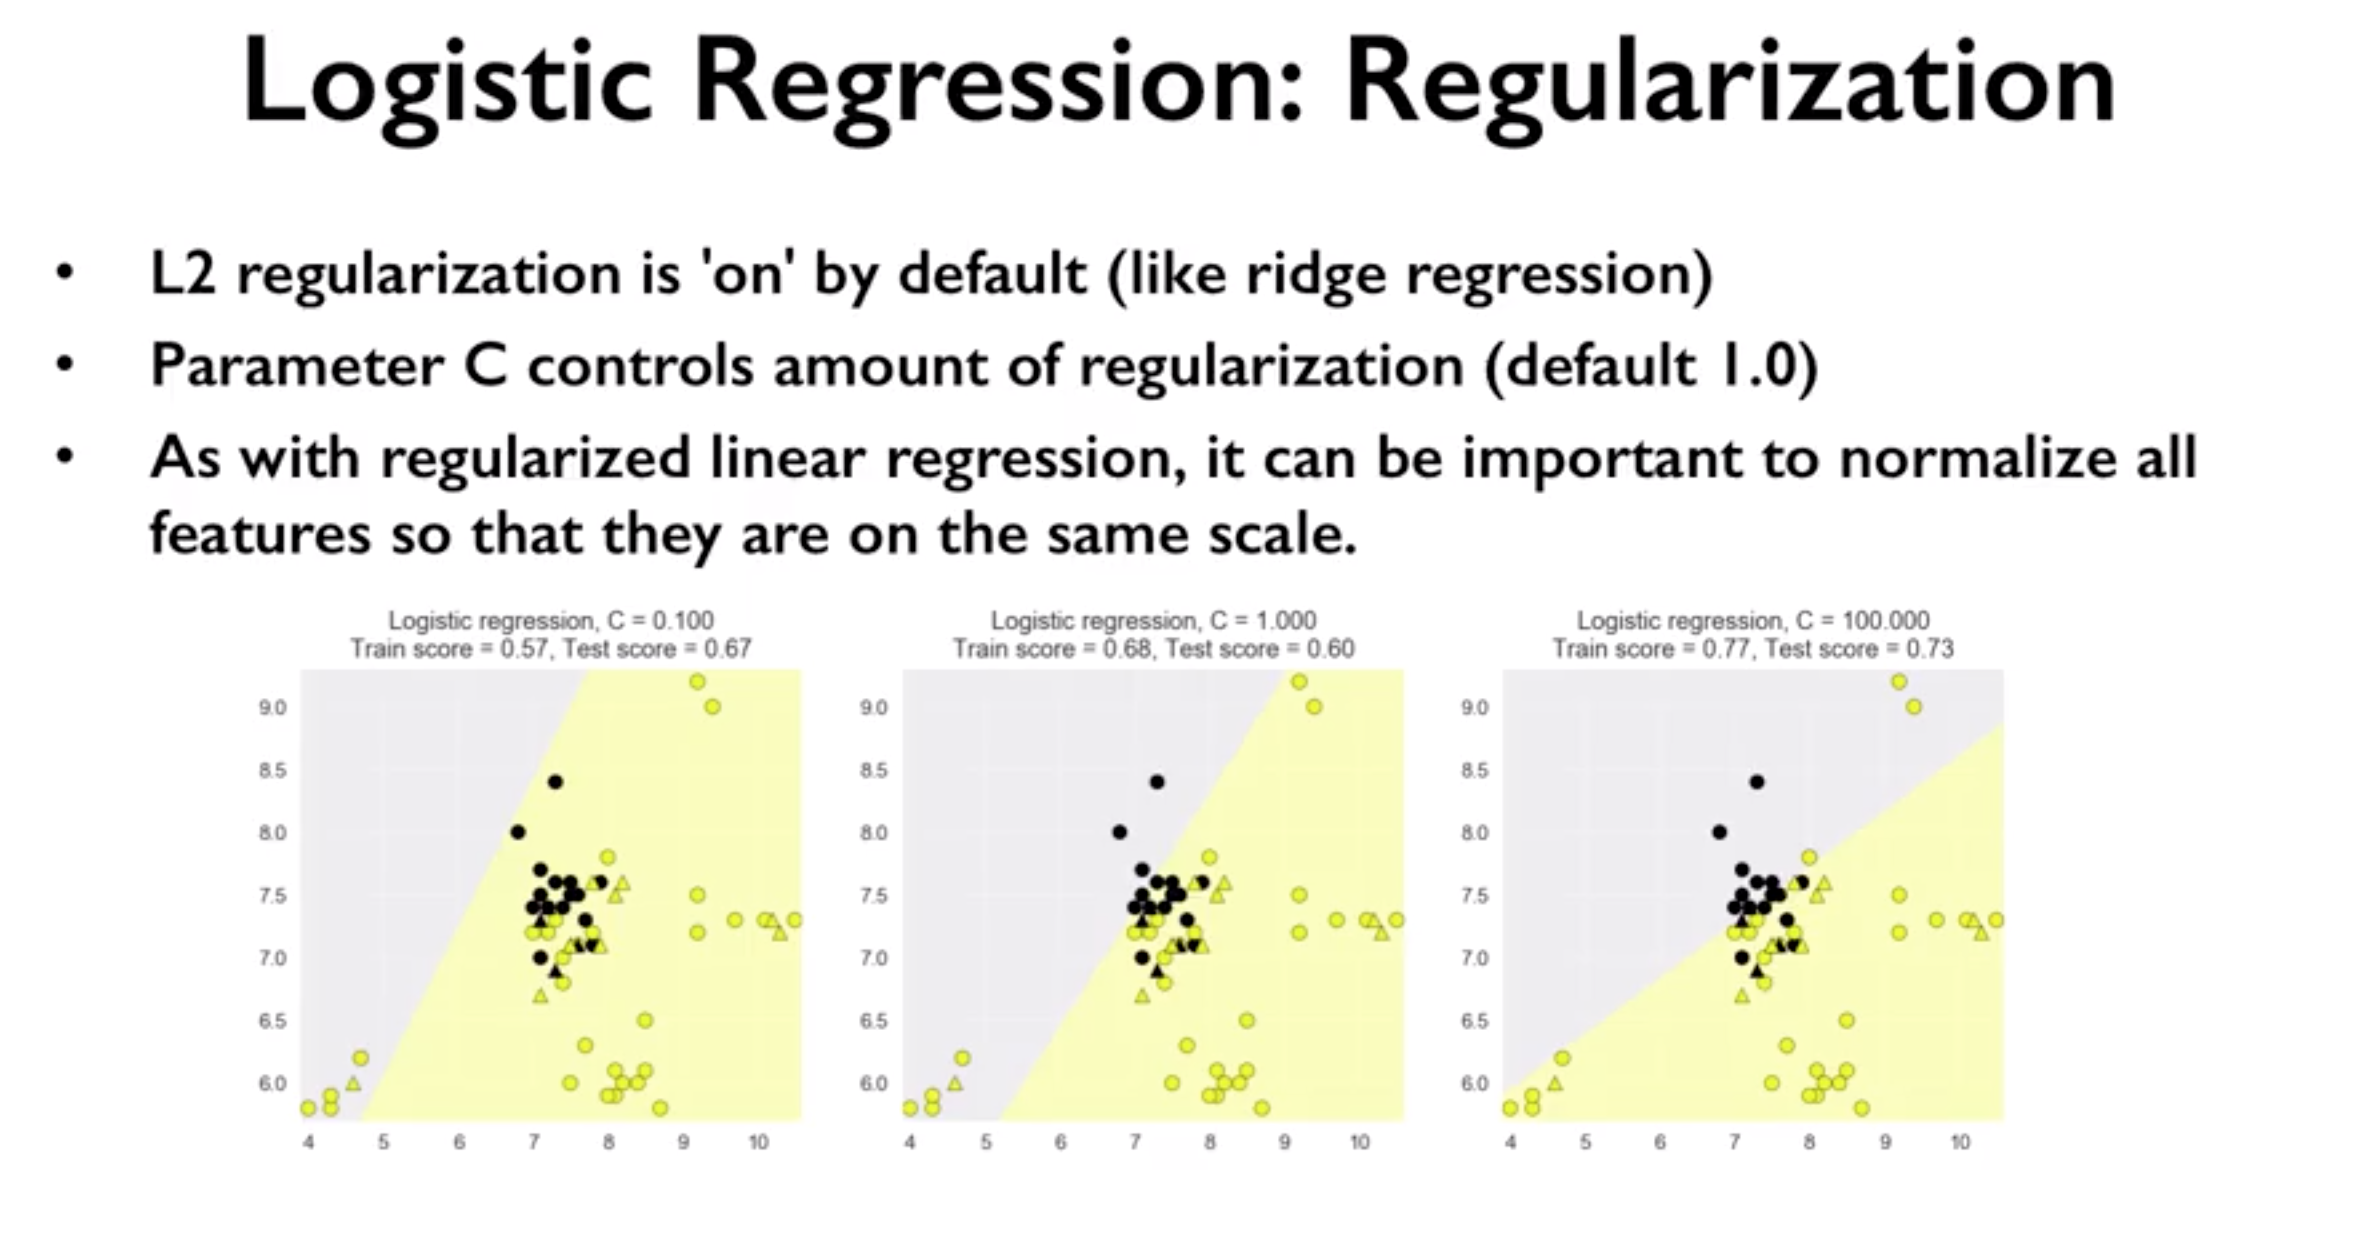 Logistic Regression: Regularization
• L2 regularization is 'on' by default (like ridge regression)
• Parameter C controls amount of regularization (default 1.0)
• As with regularized linear regression, it can be important to normalize all
features so that they are on the same scale.
Logistic regression, C = 0.100
Train score = 0.57, Test score = 0.67
9.0
8.5
8.0
7.5
7.0
6.5
6.0
4 5 6 7 8 9 10
Logistic regression, C = 1.000
Train score = 0.68, Test score = 0.60
9.0
8.5
8.0
7.5
7.0
6.5
6.0
4 5 6 7 8 9 10
Logistic regression, C = 100.000
Train score = 0.77, Test score = 0.73
9.0
8.5
8.0
7.5
7.0
6.5
6.0
4 5 6 7 8 9 10